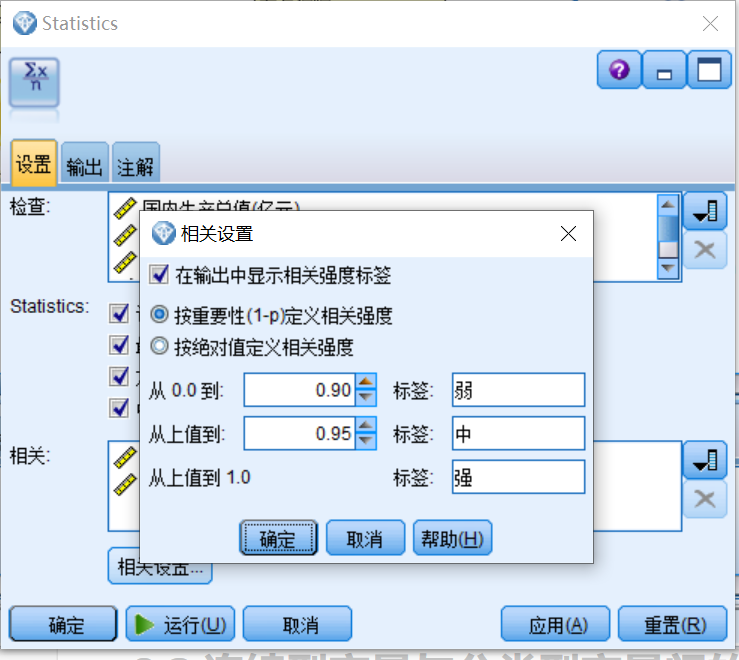 Statistics
设置 输出 注解
检查:
国内生产总值(亿元)
相关设置
在输出中显示相关强度标签
Statistics:
按重要性(1-p)定义相关强度
按绝对值定义相关强度
从 0.0 到: 0.90 标签: 弱
从上值到: 0.95 标签: 中
相关:
从上值到 1.0 标签: 强
确定 取消 帮助(H)
相关设置...
确定 运行(U) 取消 应用(A) 重置(R)